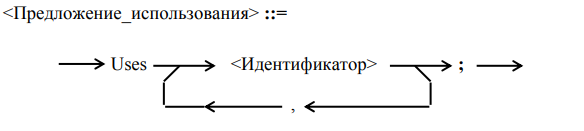 <Предложение_использования> ::=
Uses <Идентификатор> ;
,